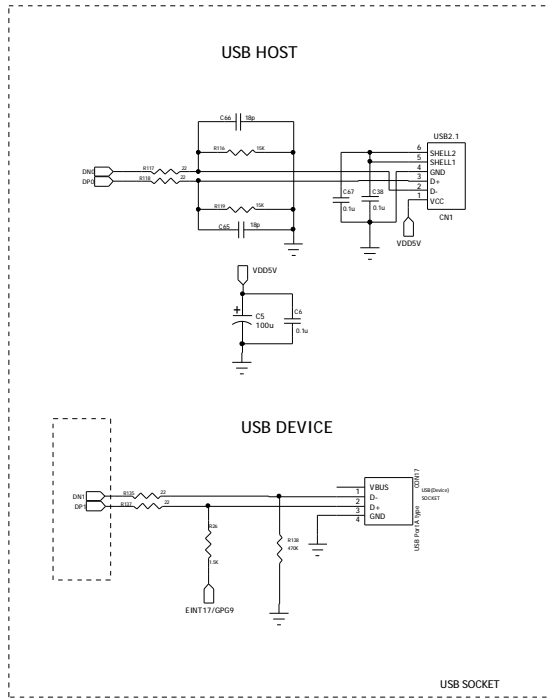 USB HOST
C66 18p
R116 15K
DN0 R117 22
DP0 R118 22
R119 15K
C65 18p
USB2.1
6 SHELL2
5 SHELL1
4 GND
3 D+
2 D-
1 VCC
CN1
C67
0.1u
C38
0.1u
VDD5V
VDD5V
+
C5
100u
C6
0.1u
USB DEVICE
DN1 R135 22
DP1 R137 22
R26
1.5K
EINT17/GPG9
R138
470K
VBUS
1 D-
2 D+
3 GND
4
CON17
USB(Device)
SOCKET
USB Port A type
USB SOCKET